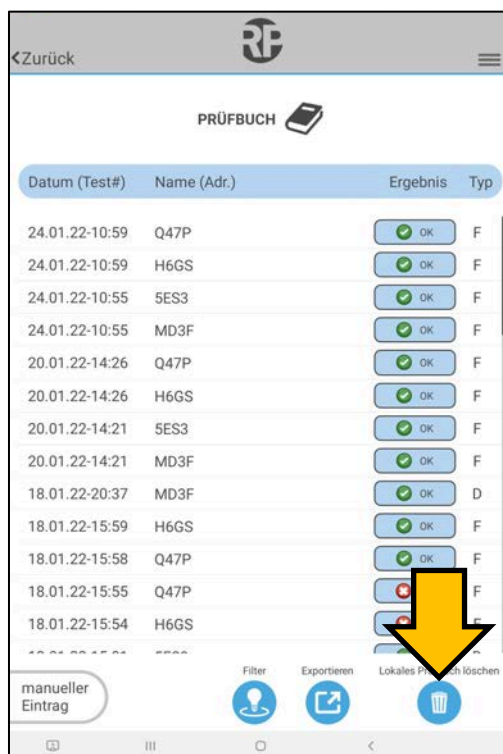 RP
<Zurück
PRÜFBUCH
Datum (Test#) Name (Adr.) Ergebnis Typ
24.01.22-10:59 Q47P OK F
24.01.22-10:59 H6GS OK F
24.01.22-10:55 5ES3 OK F
24.01.22-10:55 MD3F OK F
20.01.22-14:26 Q47P OK F
20.01.22-14:26 H6GS OK F
20.01.22-14:21 5ES3 OK F
20.01.22-14:21 MD3F OK F
18.01.22-20:37 MD3F OK D
18.01.22-15:59 H6GS OK F
18.01.22-15:58 Q47P OK F
18.01.22-15:55 Q47P F
18.01.22-15:54 H6GS
Filter Exportieren Lokales löschen
manueller
Eintrag